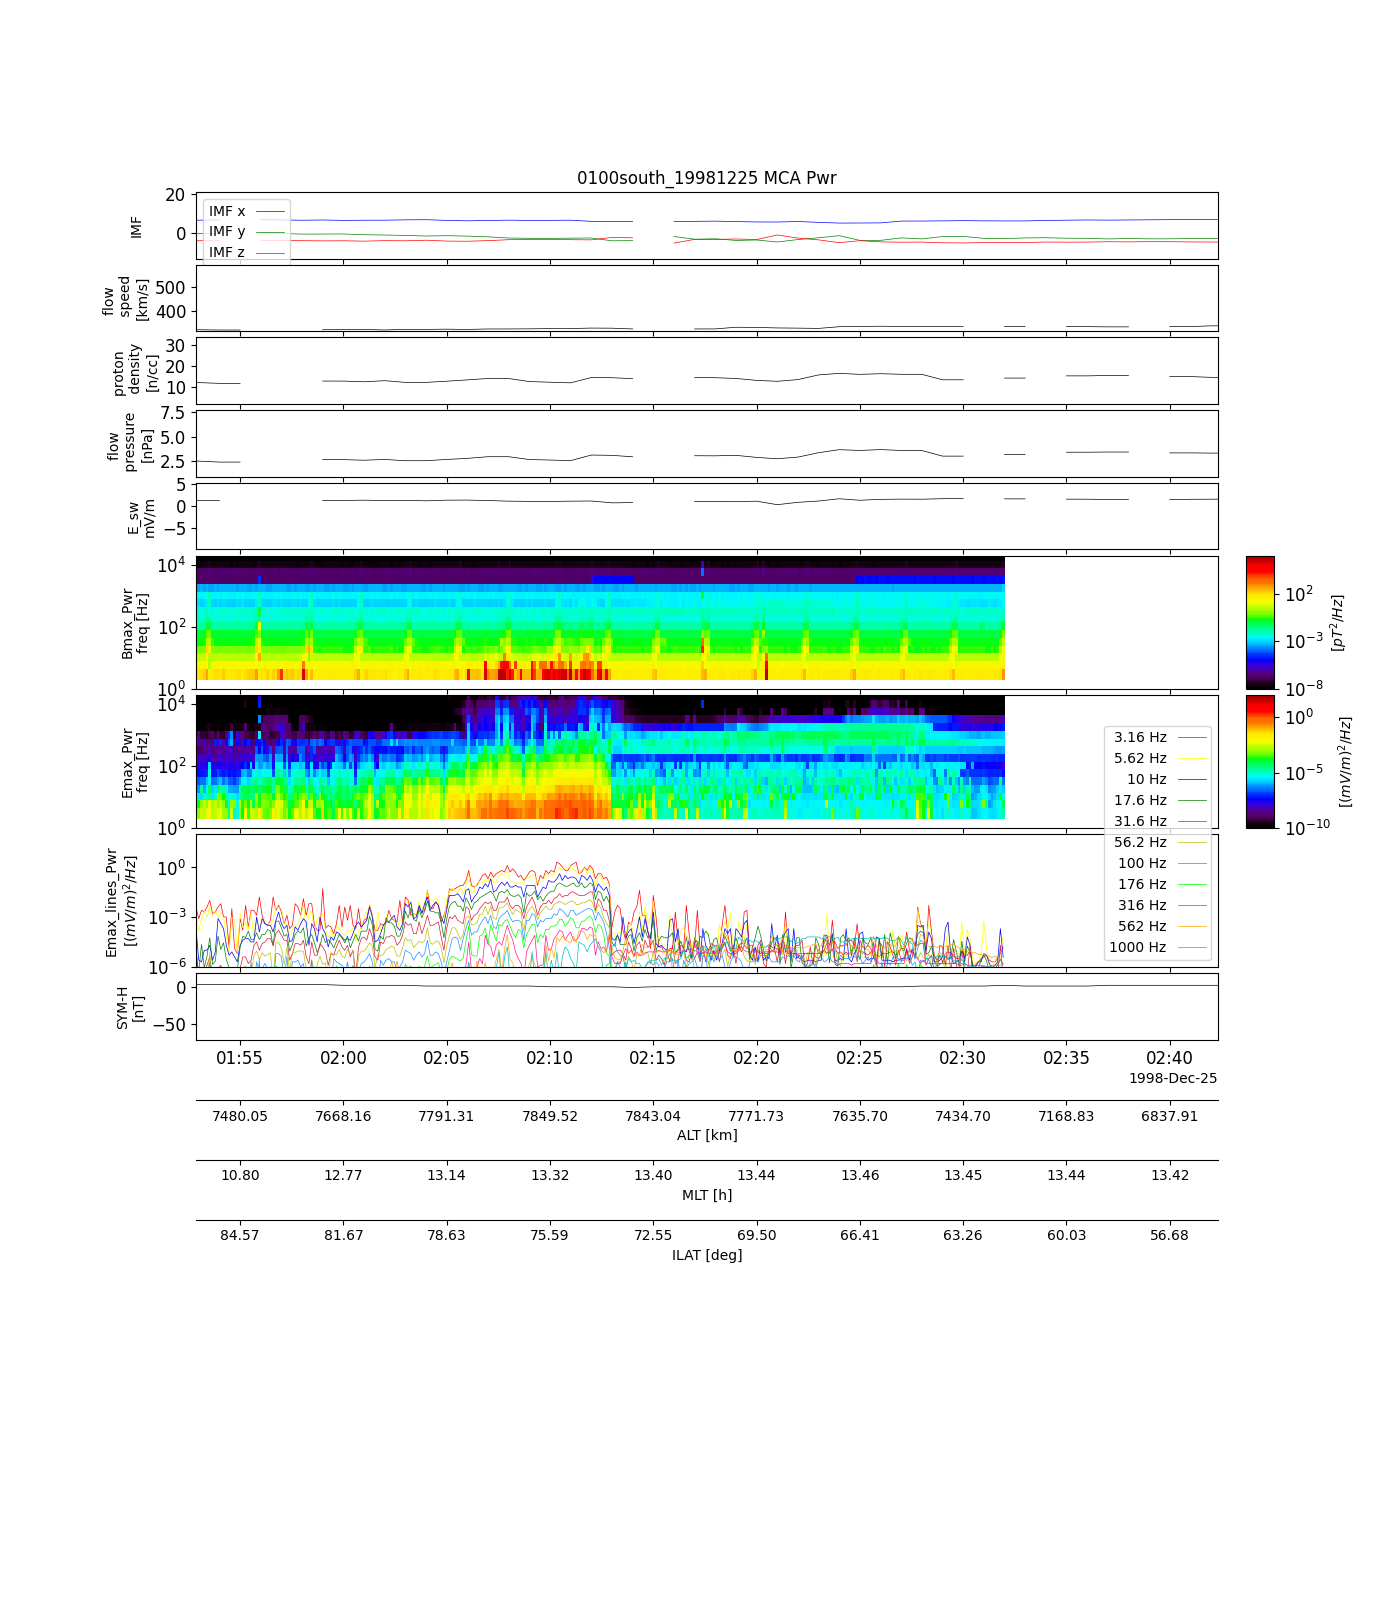 0100south_19981225 MCA Pwr
20
0
IMF
IMF x
IMF y
IMF z
500
400
flow
speed
[km/s]
30
20
10
proton
density
[n/cc]
7.5
5.0
2.5
flow
pressure
[nPa]
5
0
−5
E_sw
mV/m
10^4
10^2
10^0
Bmax_Pwr
freq [Hz]
10^2
10^−3
10^−8
[pT^2/Hz]
10^4
10^2
10^0
Emax_Pwr
freq [Hz]
10^0
10^−5
10^−10
[(mV/m)^2/Hz]
3.16 Hz
5.62 Hz
10 Hz
17.6 Hz
31.6 Hz
56.2 Hz
100 Hz
176 Hz
316 Hz
562 Hz
1000 Hz
10^0
10^−3
10^−6
Emax_lines_Pwr
[(mV/m)^2/Hz]
0
−50
SYM-H
[nT]
01:55 02:00 02:05 02:10 02:15 02:20 02:25 02:30 02:35 02:40
1998-Dec-25
7480.05 7668.16 7791.31 7849.52 7843.04 7771.73 7635.70 7434.70 7168.83 6837.91
ALT [km]
10.80 12.77 13.14 13.32 13.40 13.44 13.46 13.45 13.44 13.42
MLT [h]
84.57 81.67 78.63 75.59 72.55 69.50 66.41 63.26 60.03 56.68
ILAT [deg]